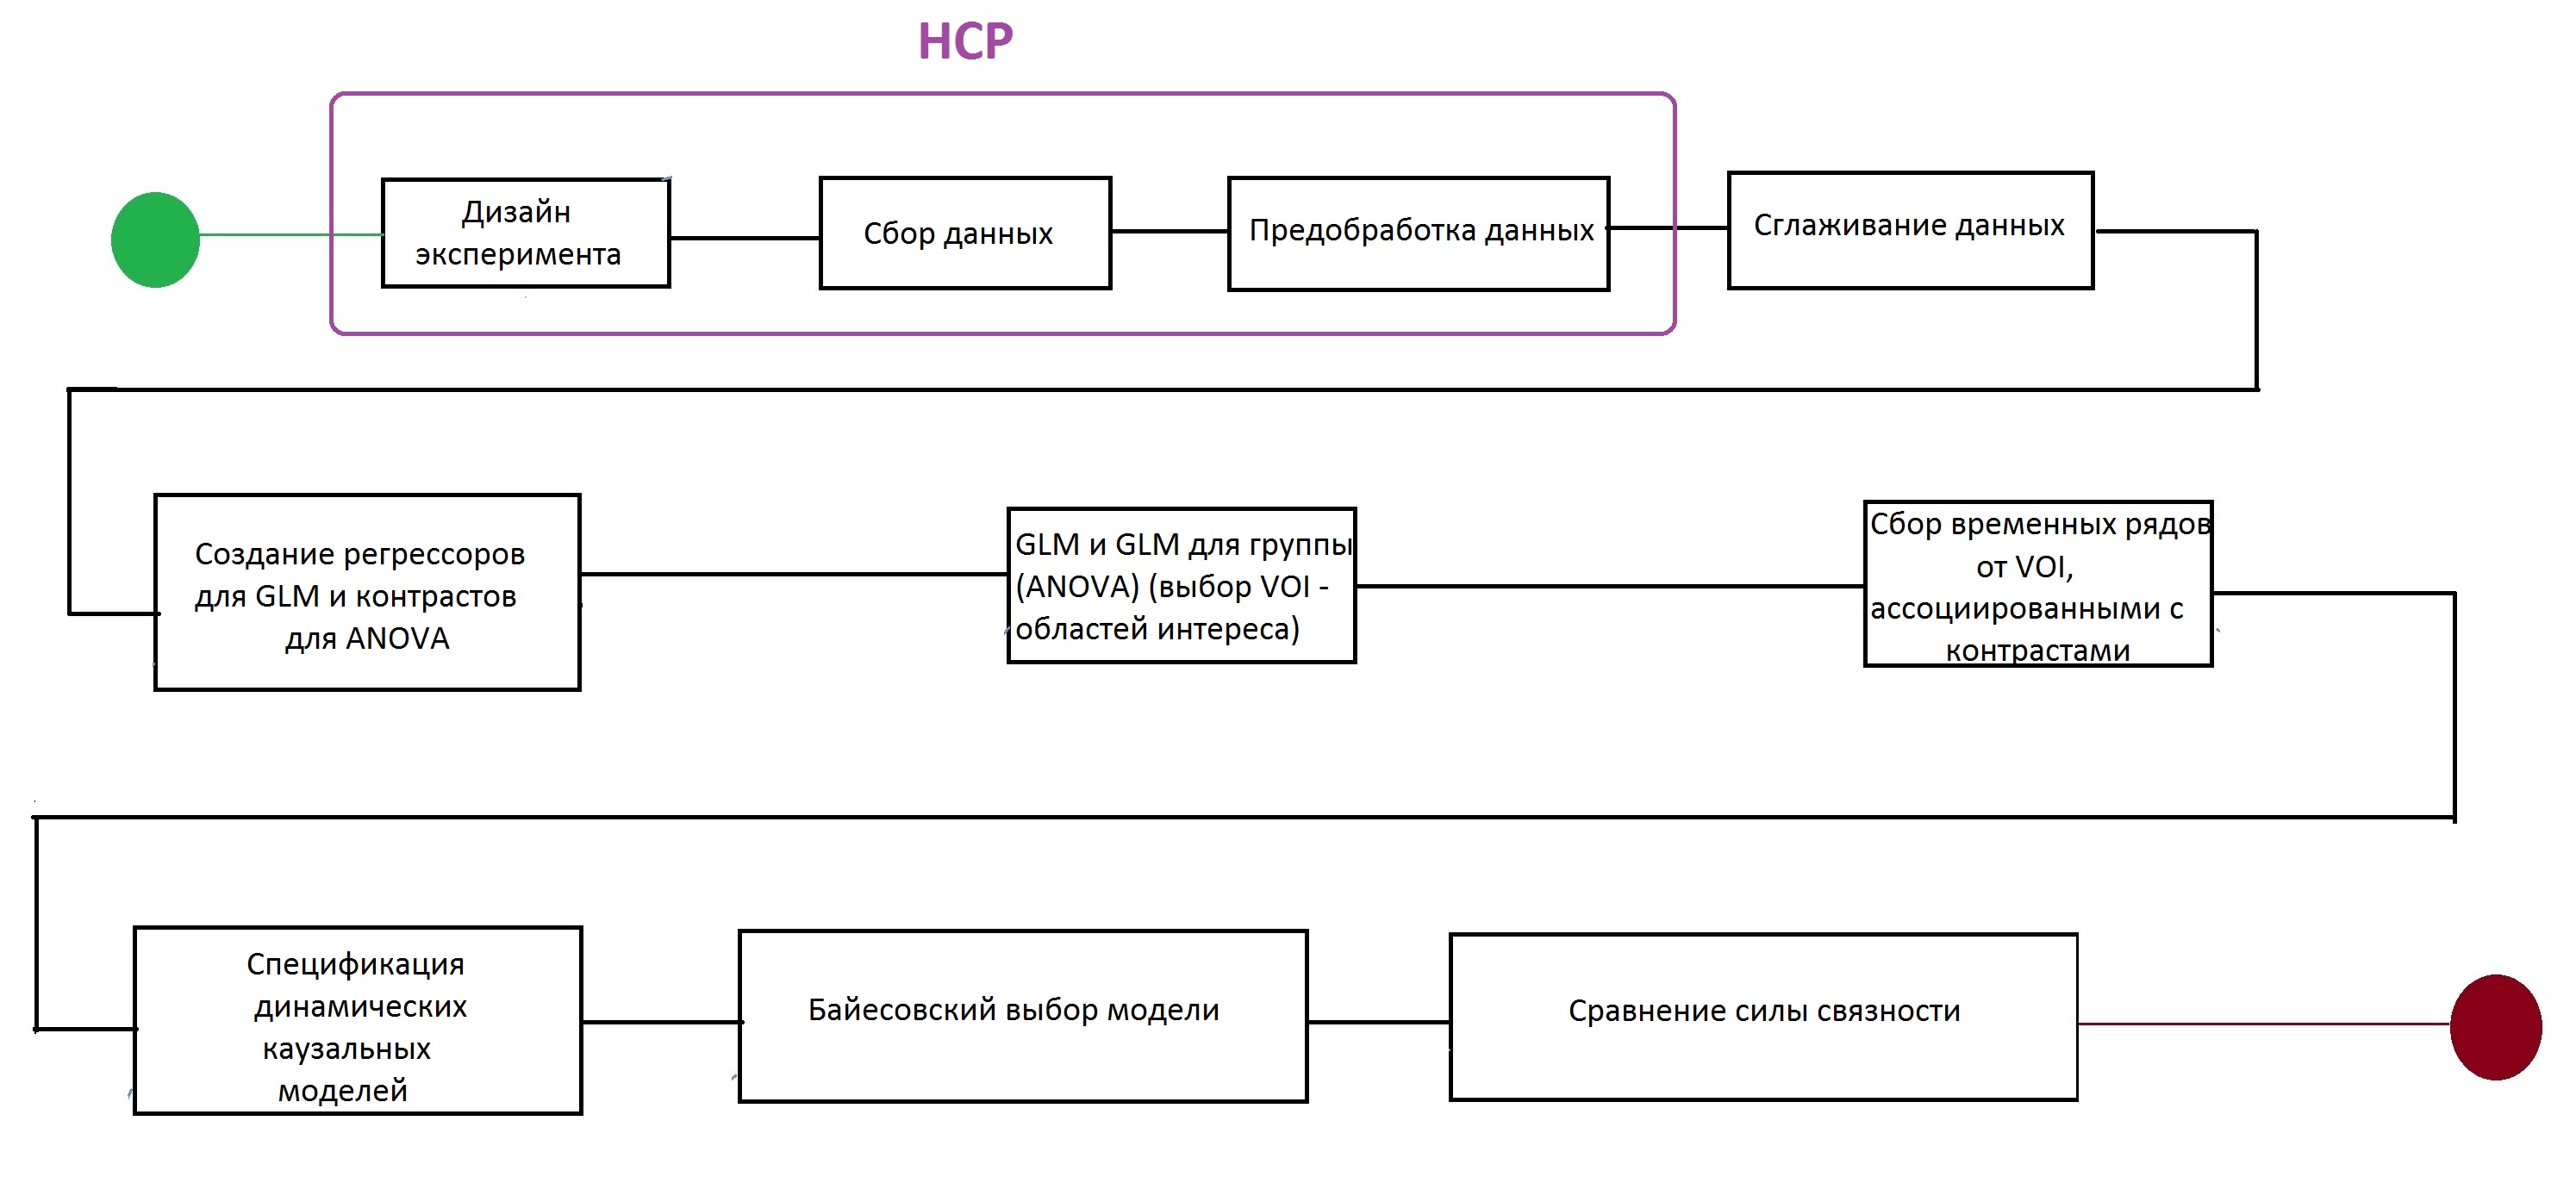 HCP
Дизайн
эксперимента
Сбор данных
Предобработка данных
Сглаживание данных
Создание регрессоров
для GLM и контрастов
для ANOVA
GLM и GLM для группы
(ANOVA) (выбор VOI -
областей интереса)
Сбор временных рядов
от VOI,
ассоциированными с
контрастами
Спецификация
динамических
каузальных
моделей
Байесовский выбор модели
Сравнение силы связности